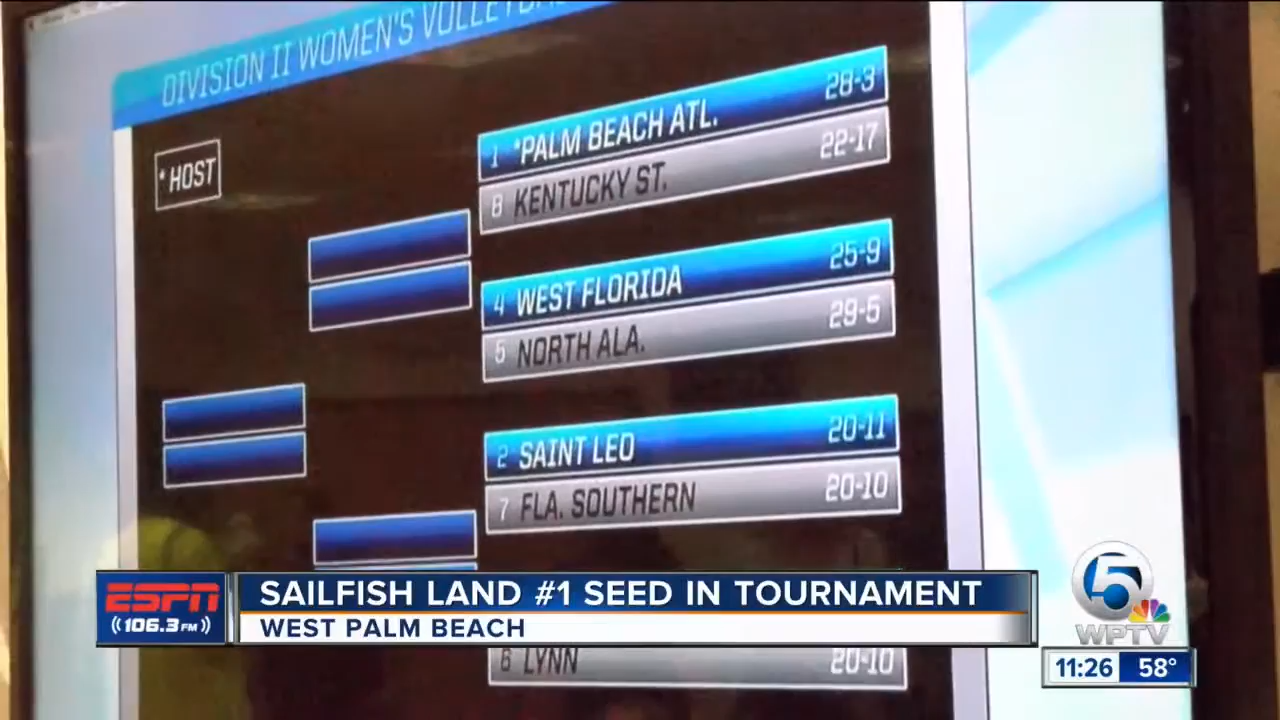 DIVISION II WOMEN'S
* HOST
1 *PALM BEACH ATL. 28-3
8 KENTUCKY ST. 22-17
4 WEST FLORIDA 25-9
5 NORTH ALA. 29-5
2 SAINT LEO 20-11
7 FLA. SOUTHERN 20-10
6 LYNN 20-10
ESPN
106.3 FM
SAILFISH LAND #1 SEED IN TOURNAMENT
WEST PALM BEACH
5
WPTV
11:26 58°